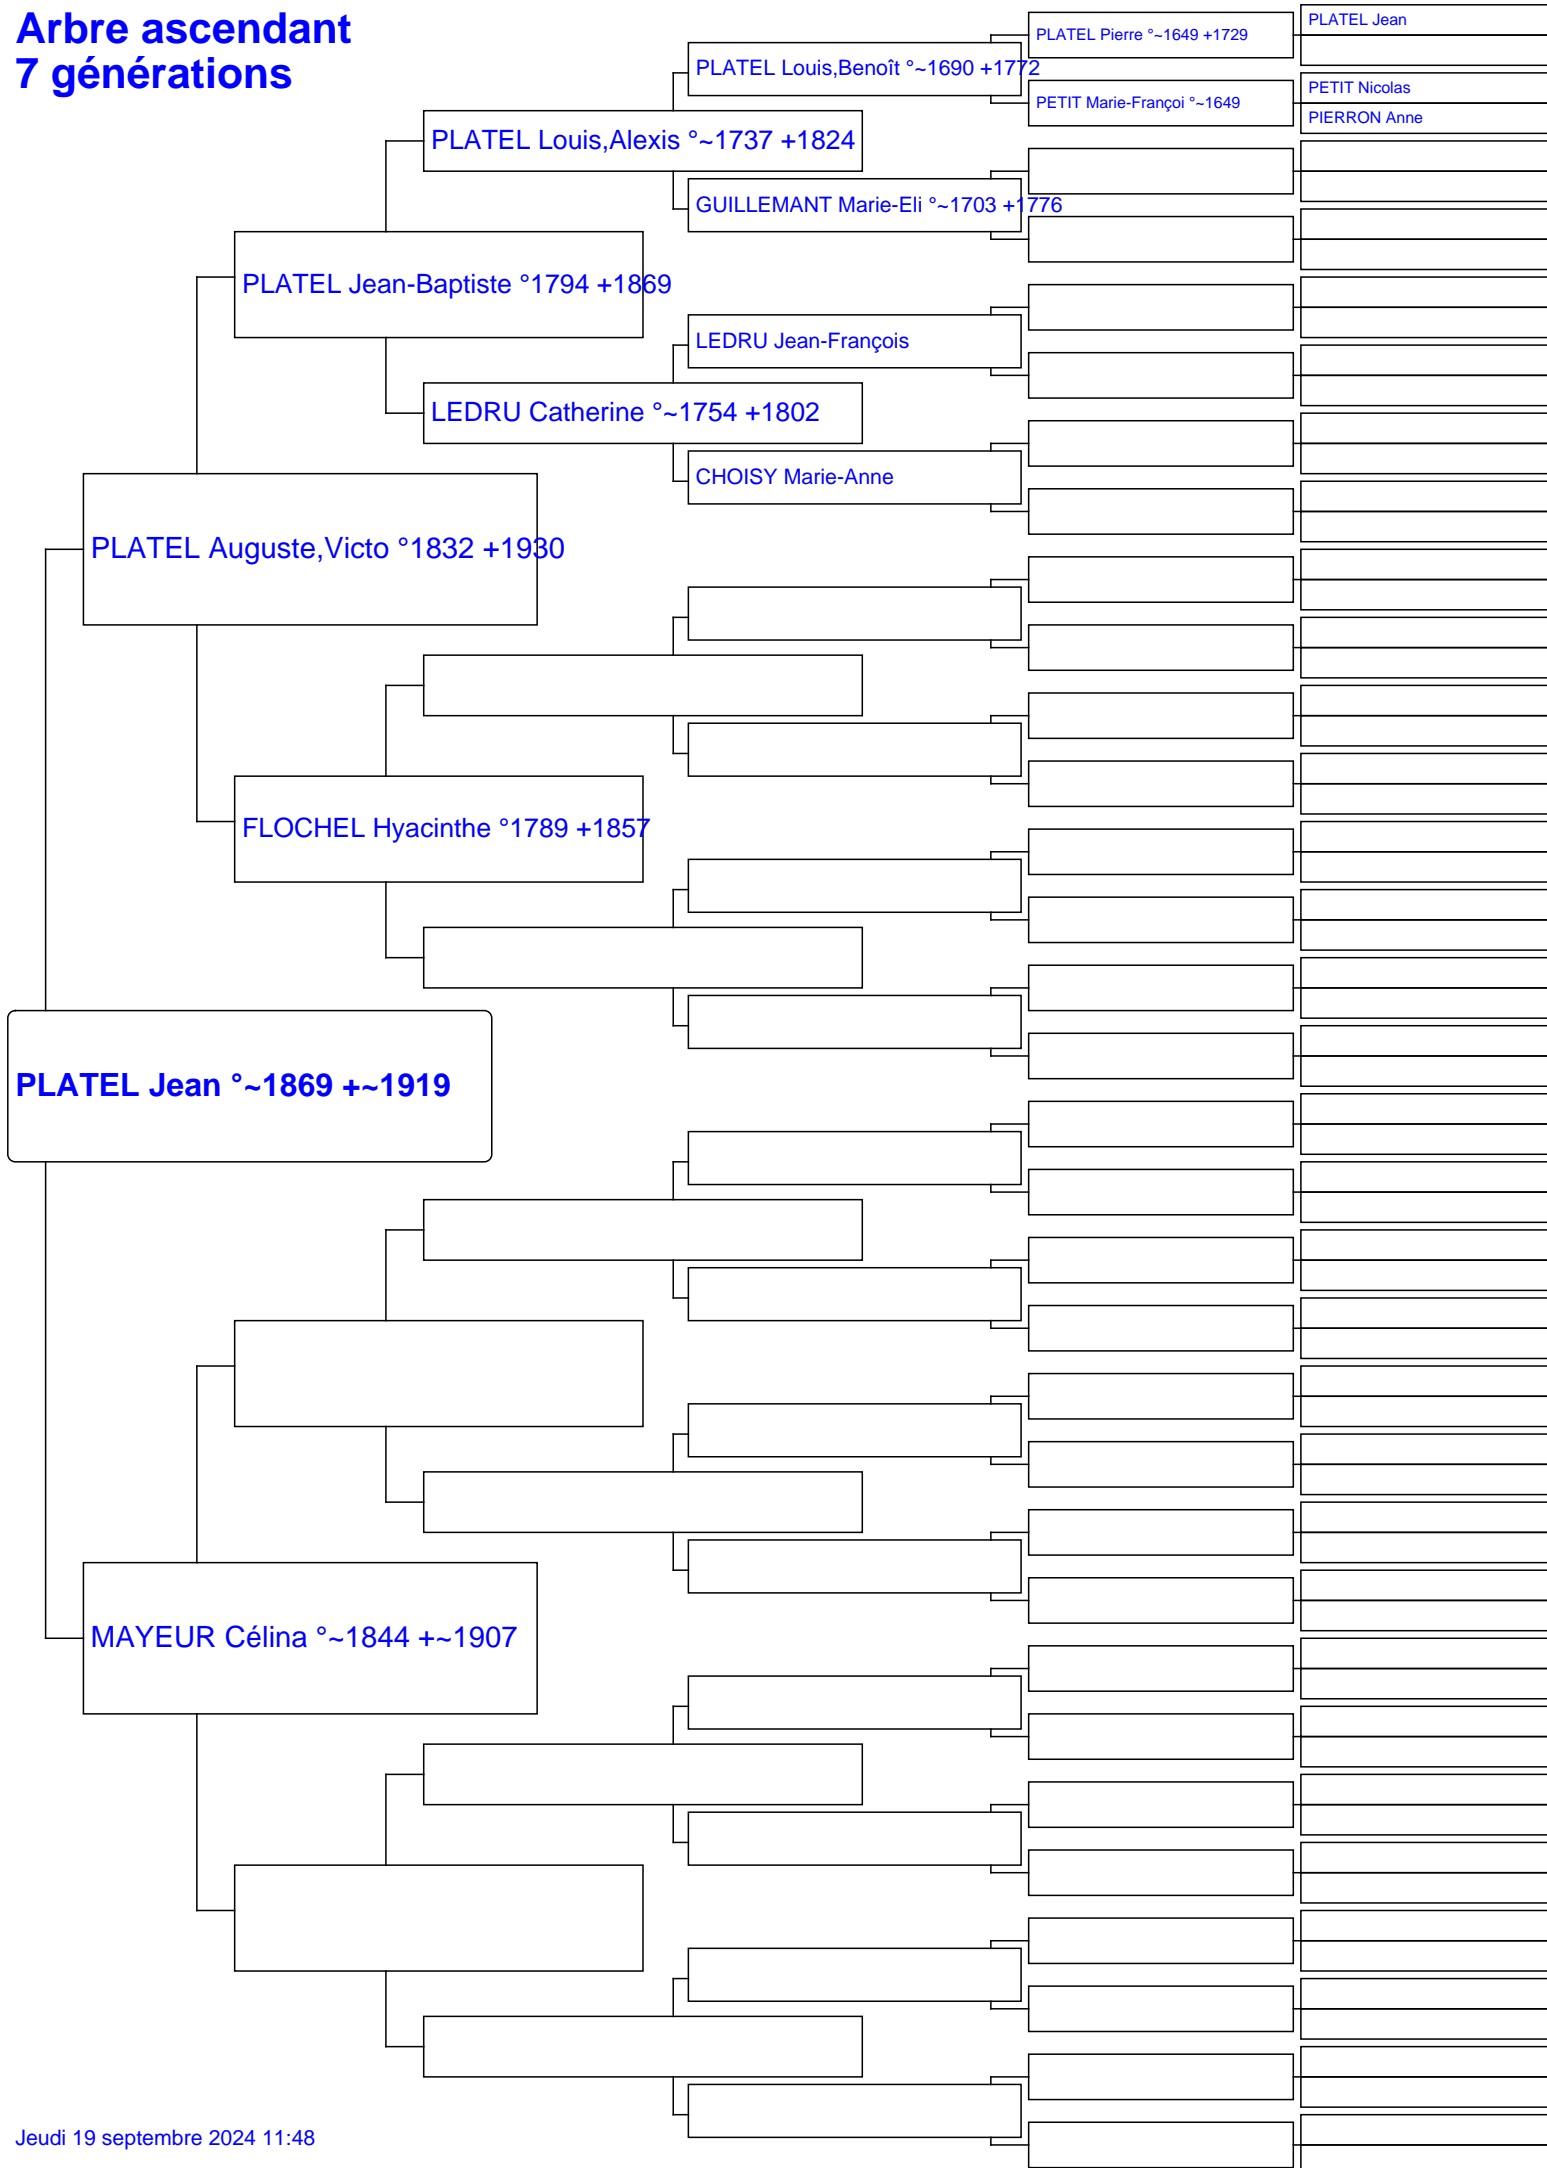 Arbre ascendant
7 générations
PLATEL Jean
PLATEL Pierre °~1649 +1729
PLATEL Louis,Benoît °~1690 +1772
PETIT Nicolas
PETIT Marie-Françoi °~1649
PIERRON Anne
PLATEL Louis,Alexis °~1737 +1824
GUILLEMANT Marie-Eli °~1703 +1776
PLATEL Jean-Baptiste °1794 +1869
LEDRU Jean-François
LEDRU Catherine °~1754 +1802
CHOISY Marie-Anne
PLATEL Auguste,Victo °1832 +1930
FLOCHEL Hyacinthe °1789 +1857
PLATEL Jean °~1869 +~1919
MAYEUR Célina °~1844 +~1907
Jeudi 19 septembre 2024 11:48